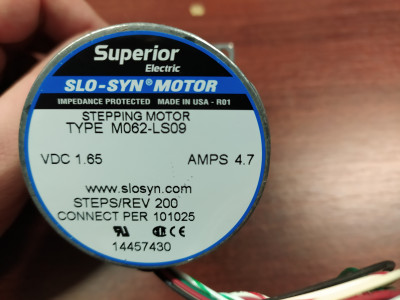 Superior
Electric
SLO-SYN® MOTOR
IMPEDANCE PROTECTED MADE IN USA - R01
STEPPING MOTOR
TYPE M062-LS09
VDC 1.65 AMPS 4.7
www.slosyn.com
STEPS/REV 200
CONNECT PER 101025
14457430